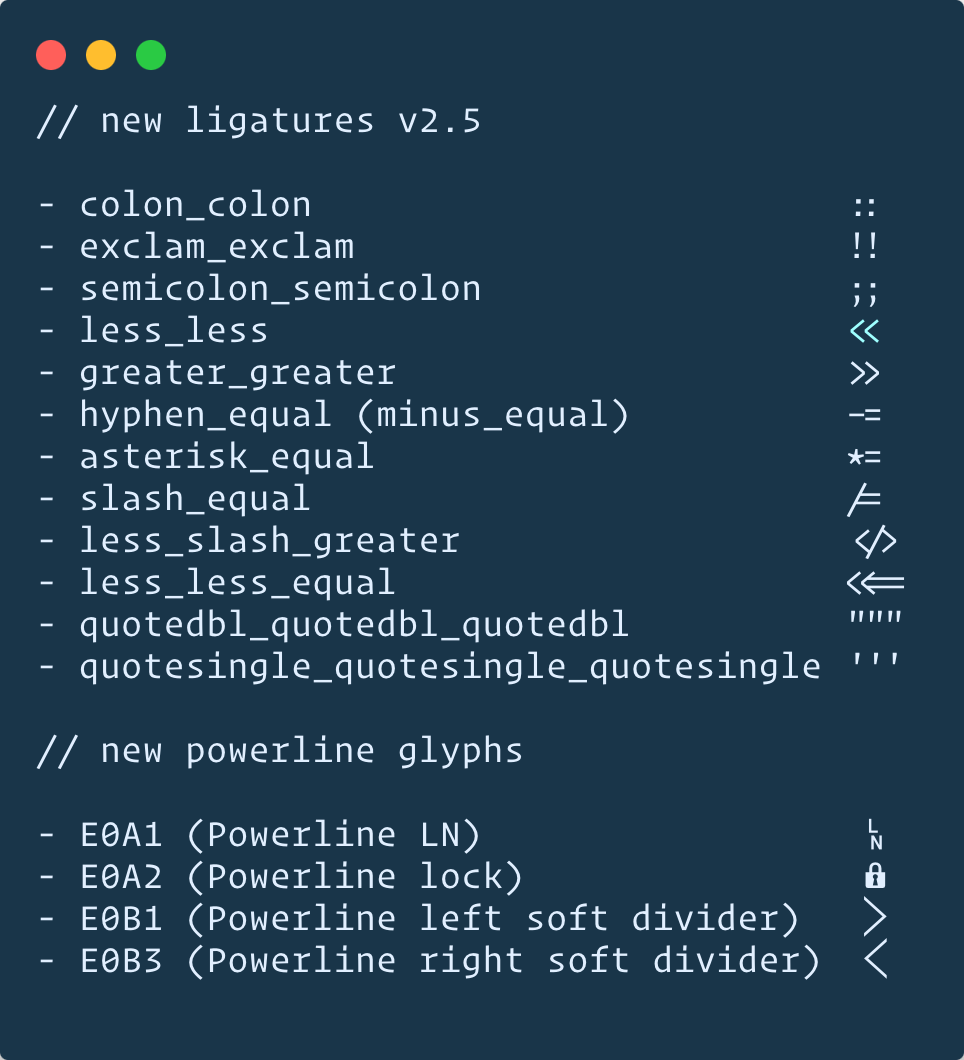 // new ligatures v2.5
- colon_colon ::
- exclam_exclam !!
- semicolon_semicolon ;;
- less_less <<
- greater_greater >>
- hyphen_equal (minus_equal) -=
- asterisk_equal *=
- slash_equal /=
- less_slash_greater </>
- less_less_equal <<=
- quotedbl_quotedbl_quotedbl """
- quotesingle_quotesingle_quotesingle '''
// new powerline glyphs
- E0A1 (Powerline LN) LN
- E0A2 (Powerline lock)
- E0B1 (Powerline left soft divider) 
- E0B3 (Powerline right soft divider)